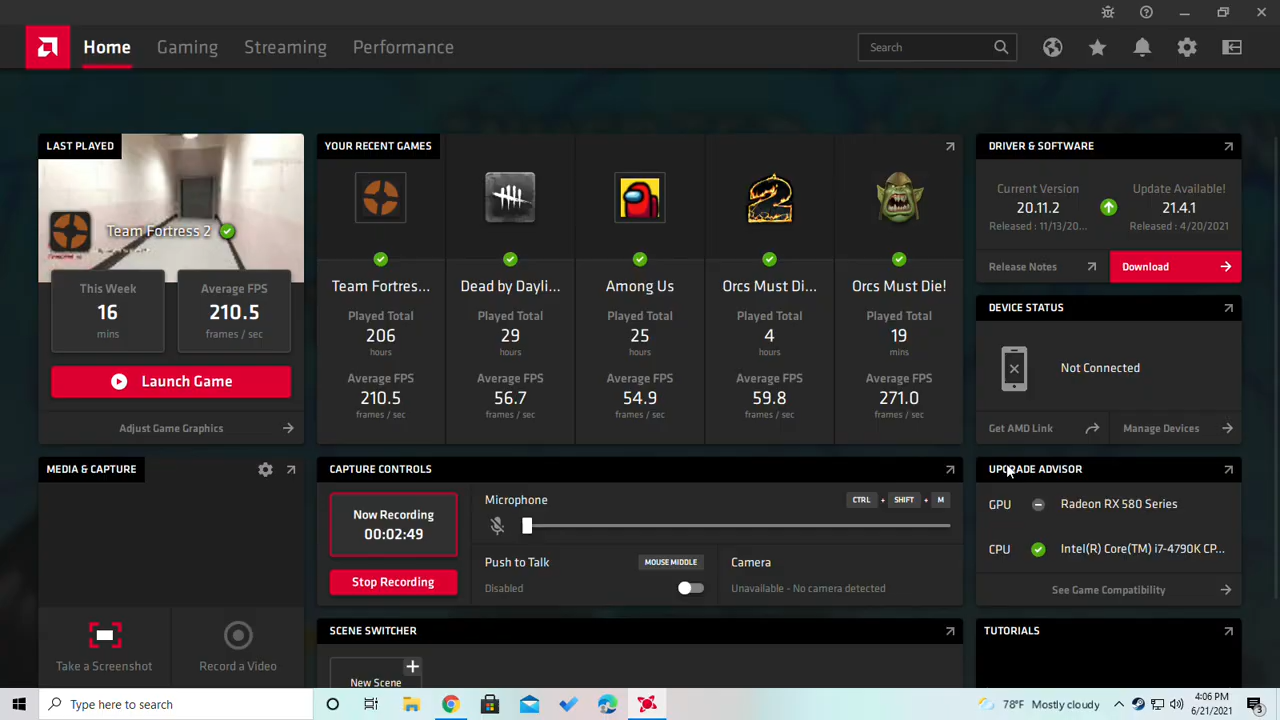 Home
Gaming
Streaming
Performance
Search
LAST PLAYED
Team Fortress 2
This Week
16
mins
Average FPS
210.5
frames / sec
Launch Game
Adjust Game Graphics
YOUR RECENT GAMES
Team Fortres...
Played Total
206
hours
Average FPS
210.5
frames / sec
Dead by Dayli...
Played Total
29
hours
Average FPS
56.7
frames / sec
Among Us
Played Total
25
hours
Average FPS
54.9
frames / sec
Orcs Must Di...
Played Total
4
hours
Average FPS
59.8
frames / sec
Orcs Must Die!
Played Total
19
mins
Average FPS
271.0
frames / sec
DRIVER & SOFTWARE
Current Version
20.11.2
Released : 11/13/20...
Update Available!
21.4.1
Released : 4/20/2021
Release Notes
Download
DEVICE STATUS
Not Connected
Get AMD Link
Manage Devices
MEDIA & CAPTURE
Take a Screenshot
Record a Video
CAPTURE CONTROLS
Now Recording
00:02:49
Stop Recording
Microphone
CTRL + SHIFT + M
Push to Talk
MOUSE MIDDLE
Disabled
Camera
Unavailable - No camera detected
UPGRADE ADVISOR
GPU Radeon RX 580 Series
CPU Intel(R) Core(TM) i7-4790K CP...
See Game Compatibility
SCENE SWITCHER
New Scene
TUTORIALS
Type here to search
78°F Mostly cloudy
4:06 PM
6/21/2021
3